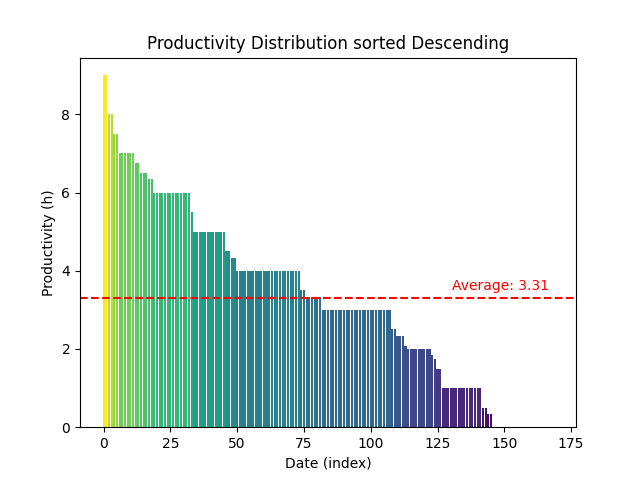 Productivity Distribution sorted Descending
Productivity (h)
8
6
4
2
0
Average: 3.31
0 25 50 75 100 125 150 175
Date (index)